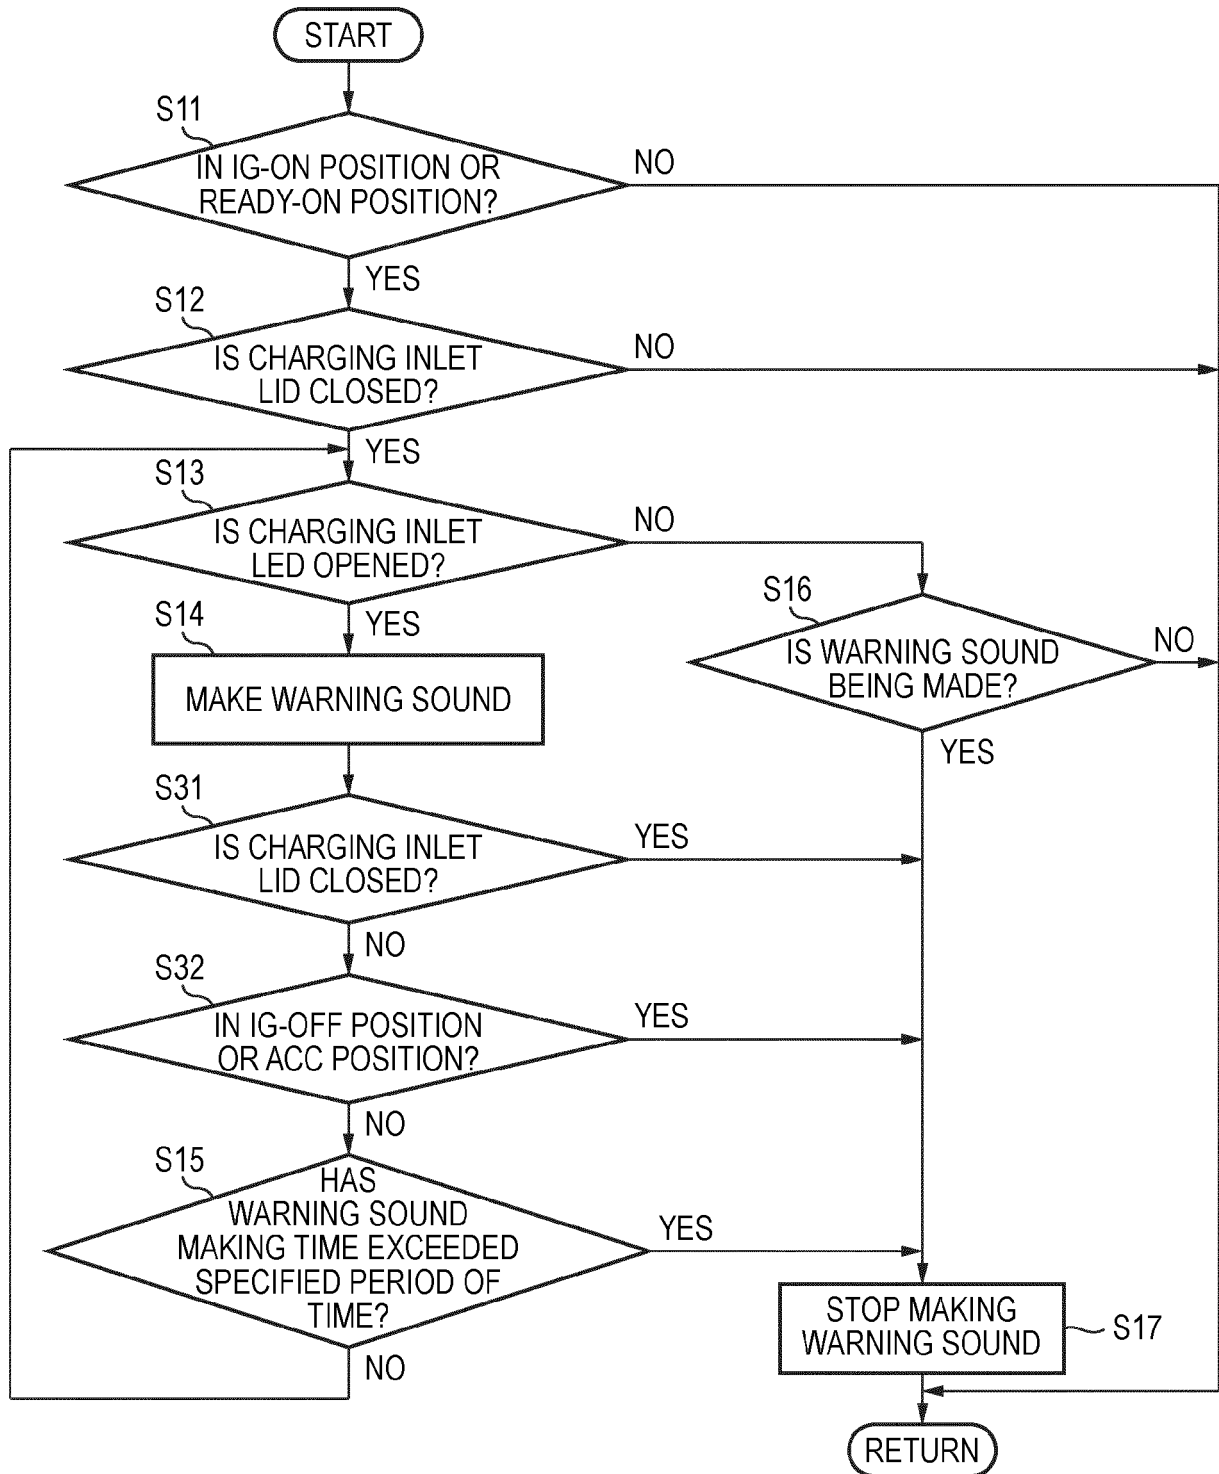 START
S11
IN IG-ON POSITION OR
READY-ON POSITION?
NO
YES
S12
IS CHARGING INLET
LID CLOSED?
NO
YES
S13
IS CHARGING INLET
LED OPENED?
NO
YES
S14
MAKE WARNING SOUND
S16
IS WARNING SOUND
BEING MADE?
NO
YES
S31
IS CHARGING INLET
LID CLOSED?
YES
NO
S32
IN IG-OFF POSITION
OR ACC POSITION?
YES
NO
S15
HAS
WARNING SOUND
MAKING TIME EXCEEDED
SPECIFIED PERIOD OF
TIME?
YES
NO
STOP MAKING
WARNING SOUND
S17
RETURN